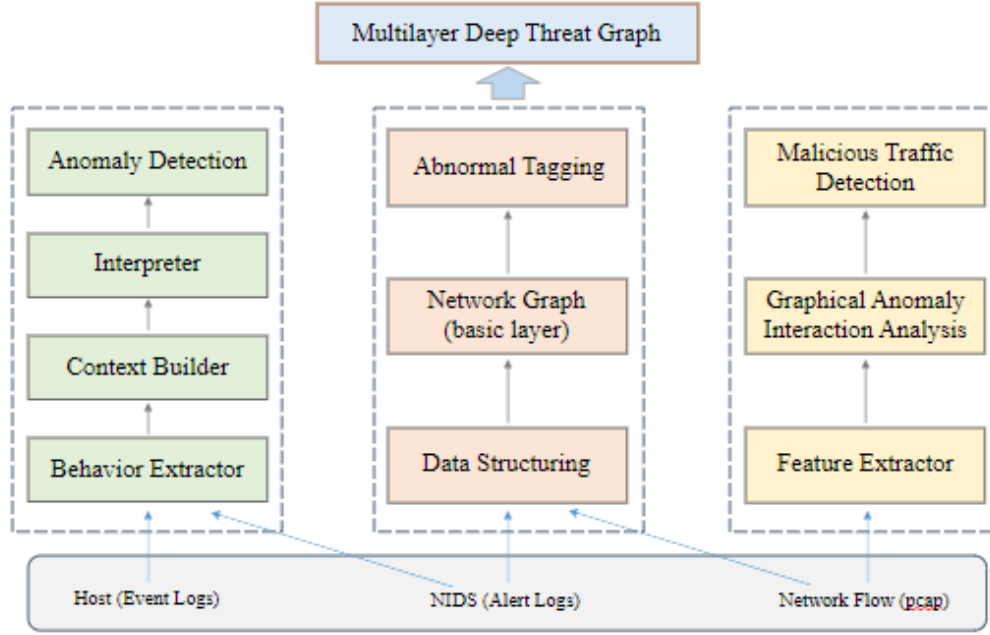 Multilayer Deep Threat Graph
Anomaly Detection
Interpreter
Context Builder
Behavior Extractor
Abnormal Tagging
Network Graph
(basic layer)
Data Structuring
Malicious Traffic
Detection
Graphical Anomaly
Interaction Analysis
Feature Extractor
Host (Event Logs)
NIDS (Alert Logs)
Network Flow (pcap)